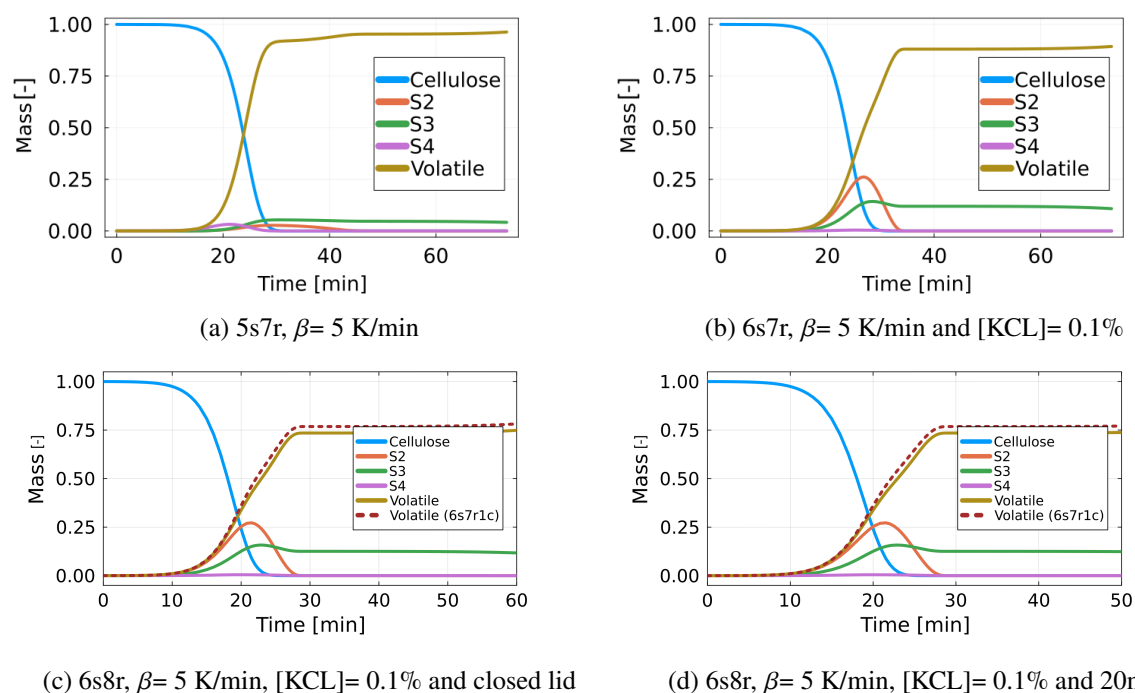 1.00
0.75
0.50
0.25
0.00
Mass [-]
Cellulose
S2
S3
S4
Volatile
0 20 40 60
Time [min]
(a) 5s7r, β= 5 K/min
1.00
0.75
0.50
0.25
0.00
Mass [-]
Cellulose
S2
S3
S4
Volatile
0 20 40 60
Time [min]
(b) 6s7r, β= 5 K/min and [KCL]= 0.1%
1.00
0.75
0.50
0.25
0.00
Mass [-]
Cellulose
S2
S3
S4
Volatile
Volatile (6s7r1c)
0 10 20 30 40 50 60
Time [min]
(c) 6s8r, β= 5 K/min, [KCL]= 0.1% and closed lid
1.00
0.75
0.50
0.25
0.00
Mass [-]
Cellulose
S2
S3
S4
Volatile
Volatile (6s7r1c)
0 10 20 30 40 50
Time [min]
(d) 6s8r, β= 5 K/min, [KCL]= 0.1% and